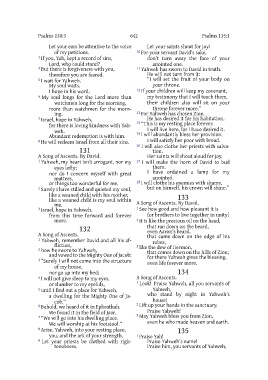 Psalms 130:3
642
Psalms 135:1
Let your ears be attentive to the voice
of my petitions.
3 If you, Yah, kept a record of sins,
Lord, who could stand?
4 But there is forgiveness with you,
therefore you are feared.
5 I wait for Yahweh.
My soul waits.
I hope in his word.
6 My soul longs for the Lord more than
watchmen long for the morning,
more than watchmen for the morn-
ing.
7 Israel, hope in Yahweh,
for there is loving kindness with Yah-
weh.
Abundant redemption is with him.
8 He will redeem Israel from all their sins.
131
A Song of Ascents. By David.
1 Yahweh, my heart isn't arrogant, nor my
eyes lofty;
nor do I concern myself with great
matters,
or things too wonderful for me.
2 Surely I have stilled and quieted my soul,
like a weaned child with his mother,
like a weaned child is my soul within
me.
3 Israel, hope in Yahweh,
from this time forward and forever
more.
132
A Song of Ascents.
1 Yahweh, remember David and all his af-
fliction,
2 how he swore to Yahweh,
and vowed to the Mighty One of Jacob:
3 "Surely I will not come into the structure
of my house,
nor go up into my bed;
4 I will not give sleep to my eyes,
or slumber to my eyelids,
5 until I find out a place for Yahweh,
a dwelling for the Mighty One of Ja-
cob."
6 Behold, we heard of it in Ephrathah.
We found it in the field of Jaar.
7 "We will go into his dwelling place.
We will worship at his footstool."
8 Arise, Yahweh, into your resting place,
you, and the ark of your strength.
9 Let your priests be clothed with righ-
teousness.
Let your saints shout for joy!
10 For your servant David's sake,
don't turn away the face of your
anointed one.
11 Yahweh has sworn to David in truth.
He will not turn from it:
"I will set the fruit of your body on
your throne.
12 If your children will keep my covenant,
my testimony that I will teach them,
their children also will sit on your
throne forever more."
13 For Yahweh has chosen Zion.
He has desired it for his habitation.
14 "This is my resting place forever.
I will live here, for I have desired it.
15 I will abundantly bless her provision.
I will satisfy her poor with bread.
16 I will also clothe her priests with salva-
tion.
Her saints will shout aloud for joy.
17 I will make the horn of David to bud
there.
I have ordained a lamp for my
anointed.
18 I will clothe his enemies with shame,
but on himself, his crown will shine."
133
A Song of Ascents. By David.
1 See how good and how pleasant it is
for brothers to live together in unity!
2 It is like the precious oil on the head,
that ran down on the beard,
even Aaron's beard,
that came down on the edge of his
robes,
3 like the dew of Hermon,
that comes down on the hills of Zion;
for there Yahweh gives the blessing,
even life forever more.
134
A Song of Ascents.
1 Look! Praise Yahweh, all you servants of
Yahweh,
who stand by night in Yahweh's
house!
2 Lift up your hands in the sanctuary.
Praise Yahweh!
3 May Yahweh bless you from Zion,
even he who made heaven and earth.
135
1 Praise Yah!
Praise Yahweh's name!
Praise him, you servants of Yahweh,